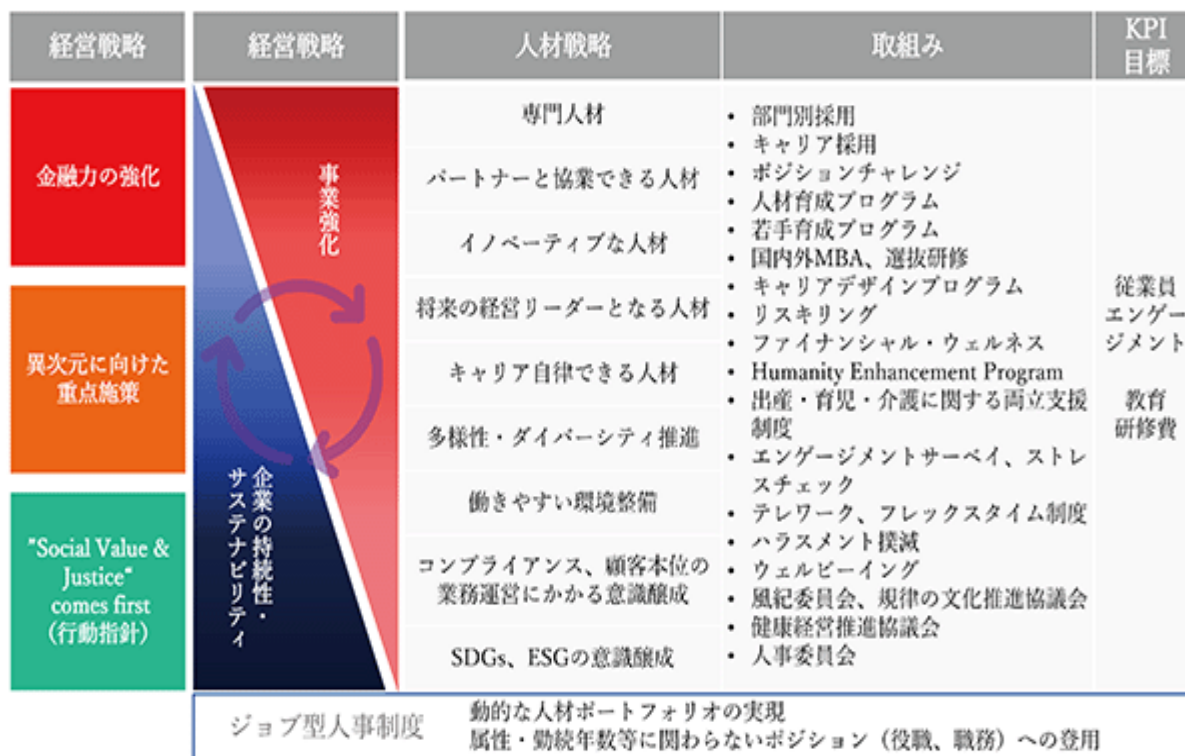 経営戦略
経営戦略
人材戦略
取組み
KPI
目標
金融力の強化
異次元に向けた
重点施策
"Social Value &
Justice"
comes first
（行動指針）
事業強化
企業の持続性・
サステナビリティ
専門人材
パートナーと協業できる人材
イノベーティブな人材
将来の経営リーダーとなる人材
キャリア自律できる人材
多様性・ダイバーシティ推進
働きやすい環境整備
コンプライアンス、顧客本位の
業務運営にかかる意識醸成
SDGs、ESGの意識醸成
• 部門別採用
• キャリア採用
• ポジションチャレンジ
• 人材育成プログラム
• 若手育成プログラム
• 国内外MBA、選抜研修
• キャリアデザインプログラム
• リスキリング
• ファイナンシャル・ウェルネス
• Humanity Enhancement Program
• 出産・育児・介護に関する両立支援
制度
• エンゲージメントサーベイ、ストレ
スチェック
• テレワーク、フレックスタイム制度
• ハラスメント撲滅
• ウェルビーイング
• 風紀委員会、規律の文化推進協議会
• 健康経営推進協議会
• 人事委員会
従業員
エンゲー
ジメント
教育
研修費
ジョブ型人事制度
動的な人材ポートフォリオの実現
属性・勤続年数等に関わらないポジション（役職、職務）への登用